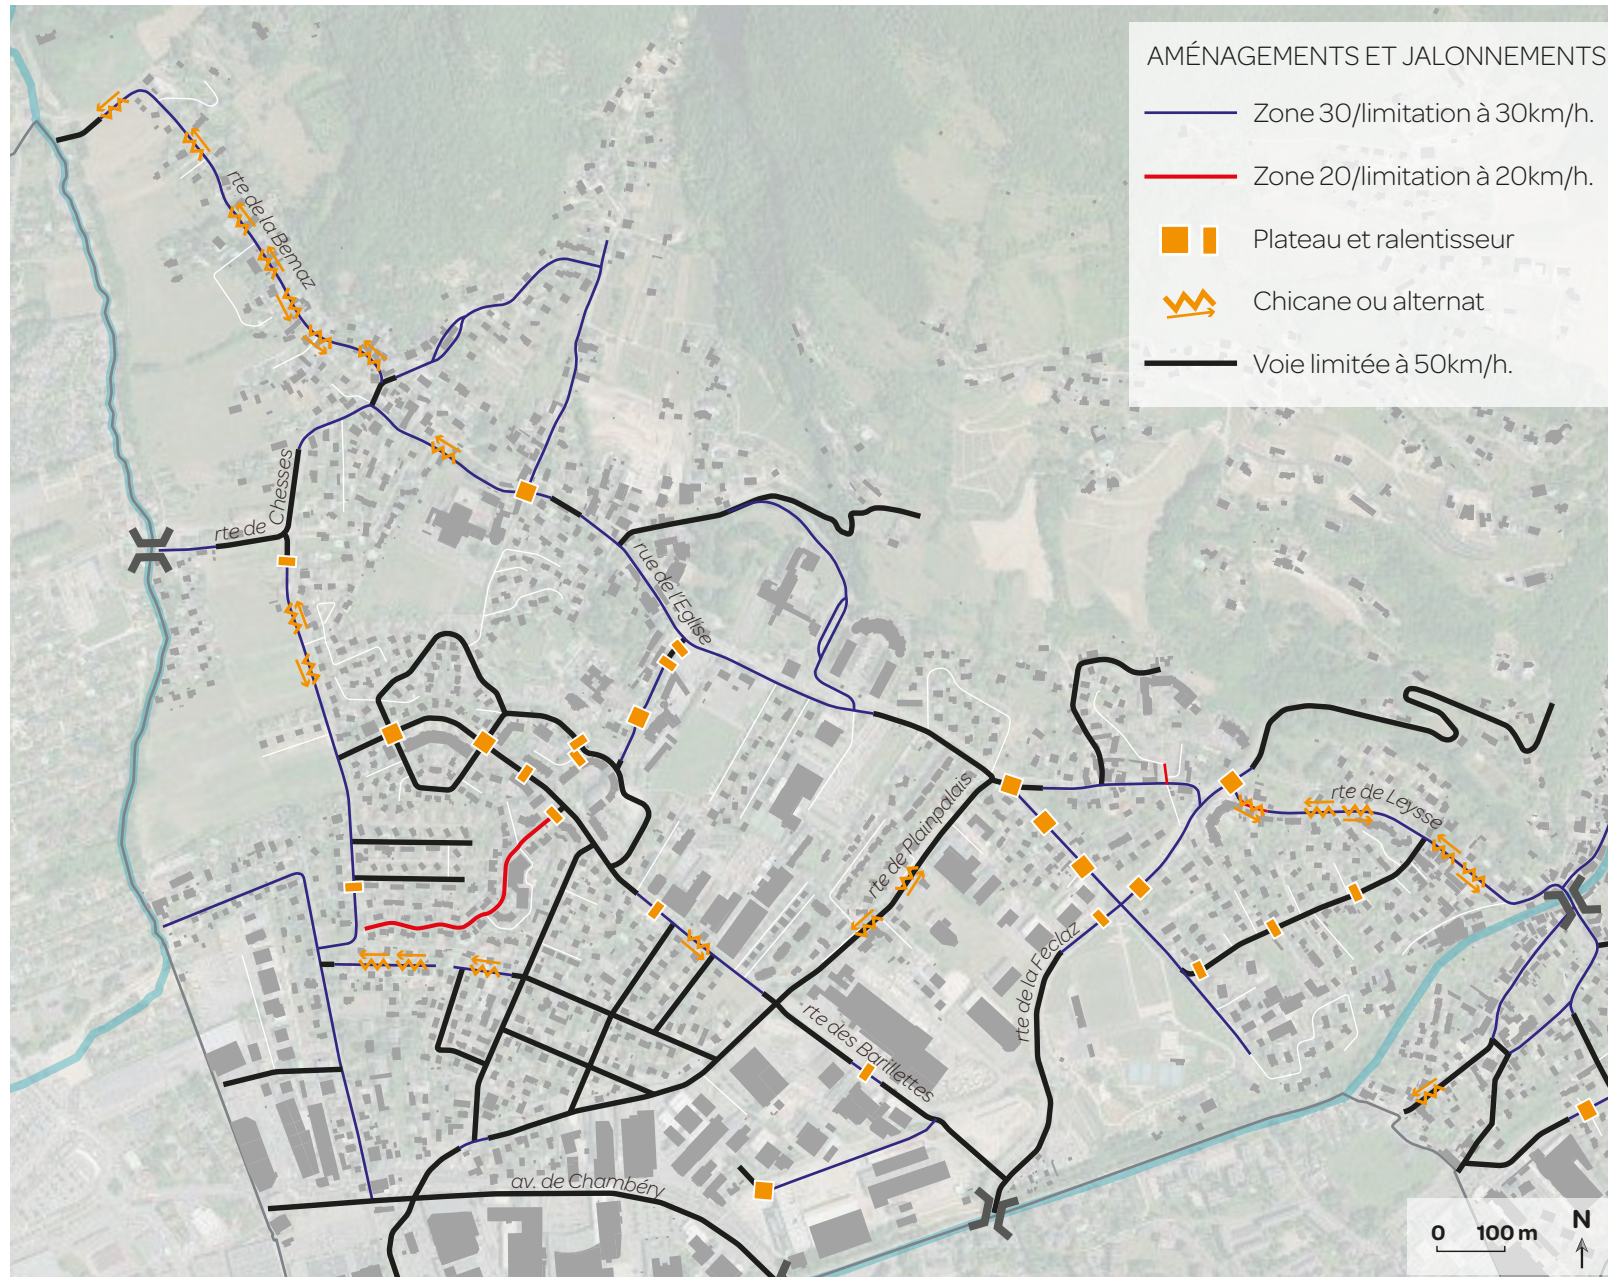 AMÉNAGEMENTS ET JALONNEMENTS
Zone 30/limitation à 30km/h.
Zone 20/limitation à 20km/h.
Plateau et ralentisseur
Chicane ou alternat
Voie limitée à 50km/h.
rte de la Bemaz
rte de Chesses
rue de l'Eglise
rte de Plainpalais
rte de Leysse
rte de la Feclaz
rte des Barillettes
av. de Chambéry
0 100 m
N